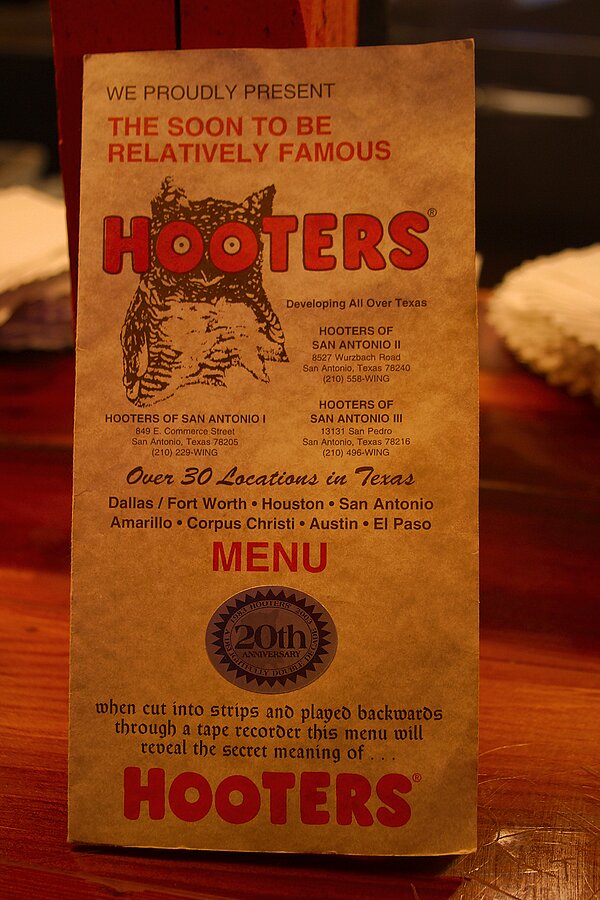 WE PROUDLY PRESENT
THE SOON TO BE
RELATIVELY FAMOUS
HOOTERS®
Developing All Over Texas
HOOTERS OF
SAN ANTONIO II
8527 Wurzbach Road
San Antonio, Texas 78240
(210) 558-WING
HOOTERS OF SAN ANTONIO I
849 E. Commerce Street
San Antonio, Texas 78205
(210) 229-WING
HOOTERS OF
SAN ANTONIO III
13131 San Pedro
San Antonio, Texas 78216
(210) 496-WING
Over 30 Locations in Texas
Dallas / Fort Worth • Houston • San Antonio
Amarillo • Corpus Christi • Austin • El Paso
MENU
1983 HOOTERS 2003
20th
ANNIVERSARY
when cut into strips and played backwards
through a tape recorder this menu will
reveal the secret meaning of . . .
HOOTERS®